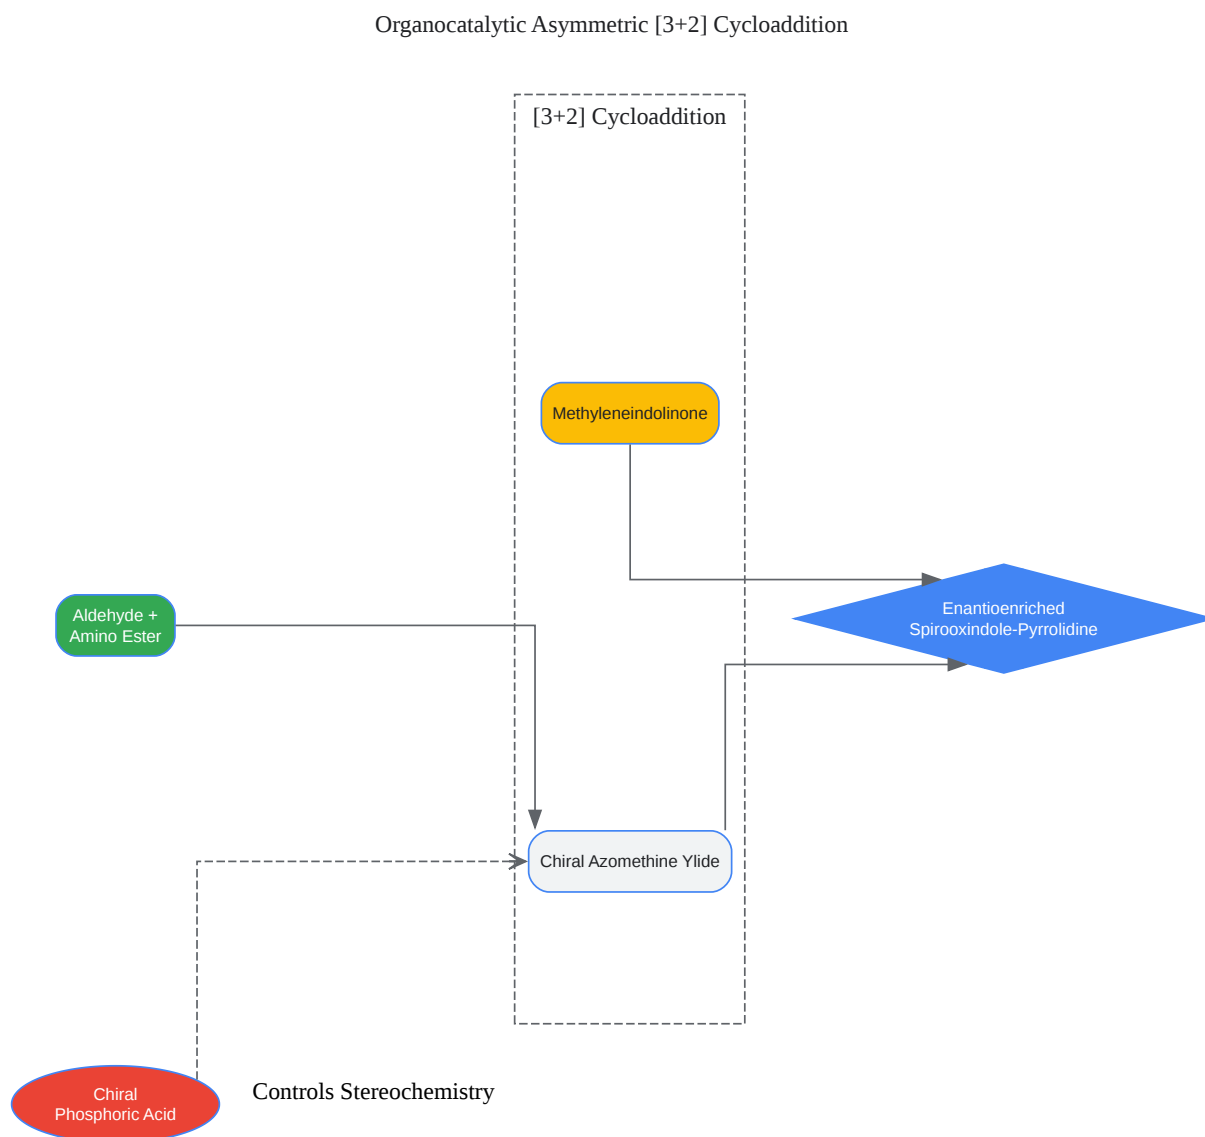 Organocatalytic Asymmetric [3+2] Cycloaddition
[3+2] Cycloaddition
Methyleneindolinone
Aldehyde +
Amino Ester
Enantioenriched
Spirooxindole-Pyrrolidine
Chiral Azomethine Ylide
Controls Stereochemistry
Chiral
Phosphoric Acid